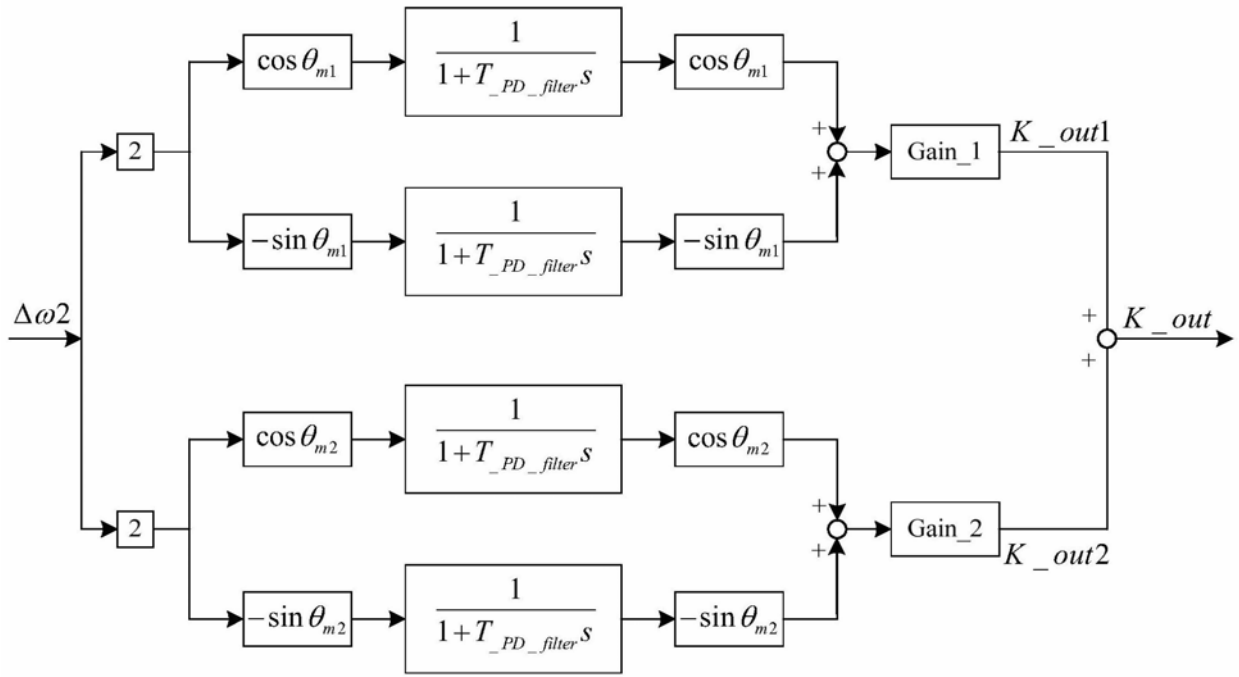 Δω2
2
cos θm1
1
1+T_PD_filter s
cos θm1
−sin θm1
1
1+T_PD_filter s
−sin θm1
+
+
Gain_1
K_out1
2
cos θm2
1
1+T_PD_filter s
cos θm2
−sin θm2
1
1+T_PD_filter s
−sin θm2
+
+
Gain_2
K_out2
+
+
K_out